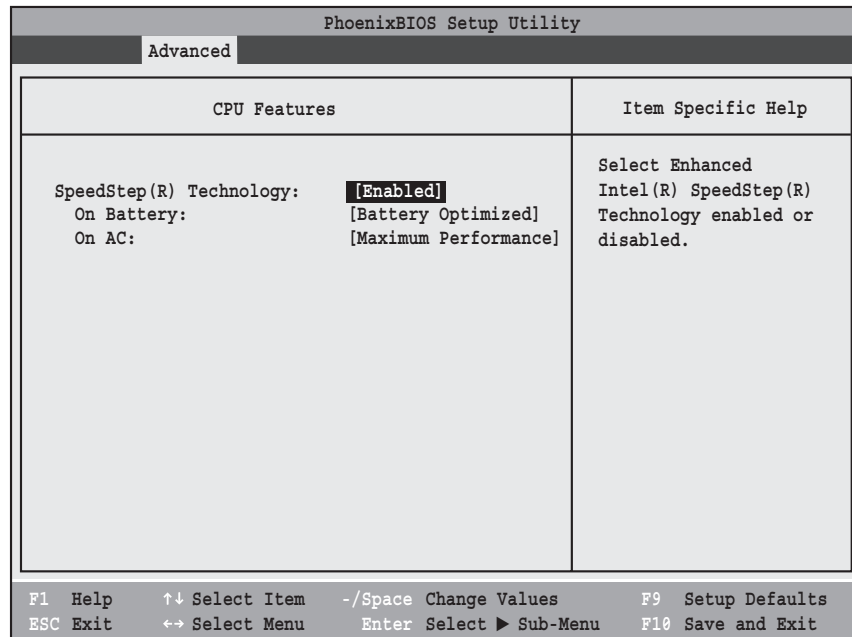 PhoenixBIOS Setup Utility
Advanced
CPU Features
SpeedStep(R) Technology: [Enabled]
On Battery: [Battery Optimized]
On AC: [Maximum Performance]
Item Specific Help
Select Enhanced
Intel(R) SpeedStep(R)
Technology enabled or
disabled.
F1 Help ↑↓ Select Item -/Space Change Values F9 Setup Defaults
ESC Exit ←→ Select Menu Enter Select ▶ Sub-Menu F10 Save and Exit